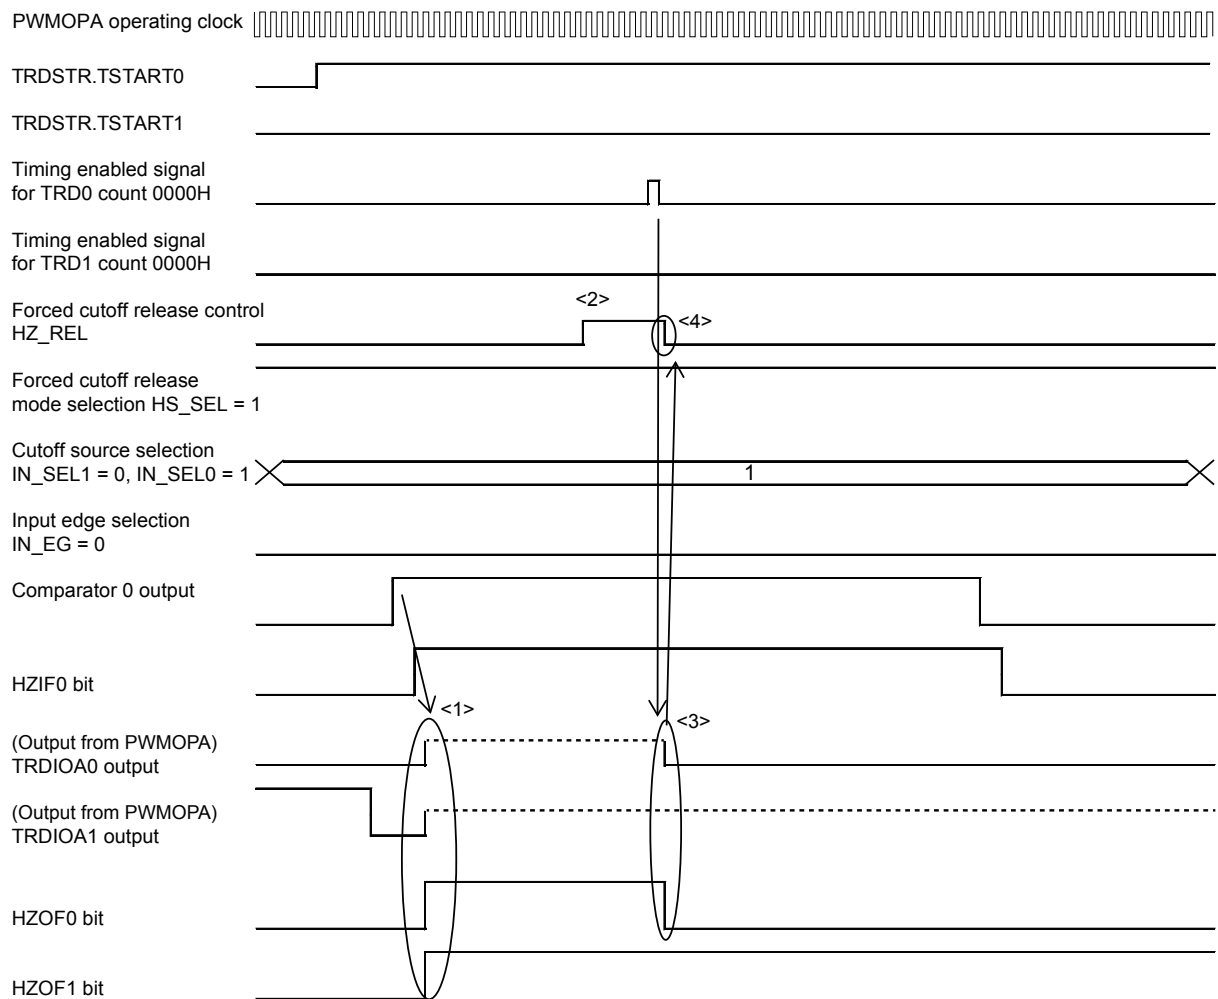 PWMOPA operating clock
TRDSTR.TSTART0
TRDSTR.TSTART1
Timing enabled signal
for TRD0 count 0000H
Timing enabled signal
for TRD1 count 0000H
<2>
Forced cutoff release control
HZ_REL
<4>
Forced cutoff release
mode selection HS_SEL = 1
Cutoff source selection
IN_SEL1 = 0, IN_SEL0 = 1
1
Input edge selection
IN_EG = 0
Comparator 0 output
HZIF0 bit
<1>
<3>
(Output from PWMOPA)
TRDIOA0 output
(Output from PWMOPA)
TRDIOA1 output
HZOF0 bit
HZOF1 bit